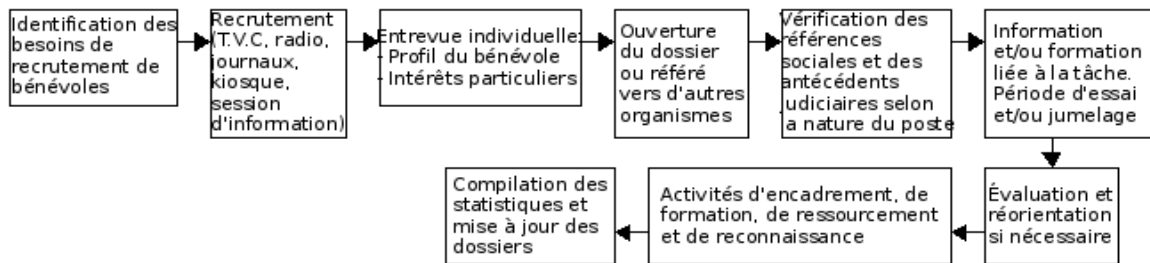 Identification des
besoins de
recrutement de
bénévoles
Recrutement
(T.V.C, radio,
journaux,
kiosque,
session
d'information)
Entrevue individuelle:
- Profil du bénévole
- Intérêts particuliers
Ouverture
du dossier
ou référé
vers d'autres
organismes
Vérification des
références
sociales et des
antécédents
judiciaires selon
la nature du poste
Information
et/ou formation
liée à la tâche.
Période d'essai
et/ou jumelage
Évaluation et
réorientation
si nécessaire
Activités d'encadrement, de
formation, de ressourcement
et de reconnaissance
Compilation des
statistiques et
mise à jour des
dossiers